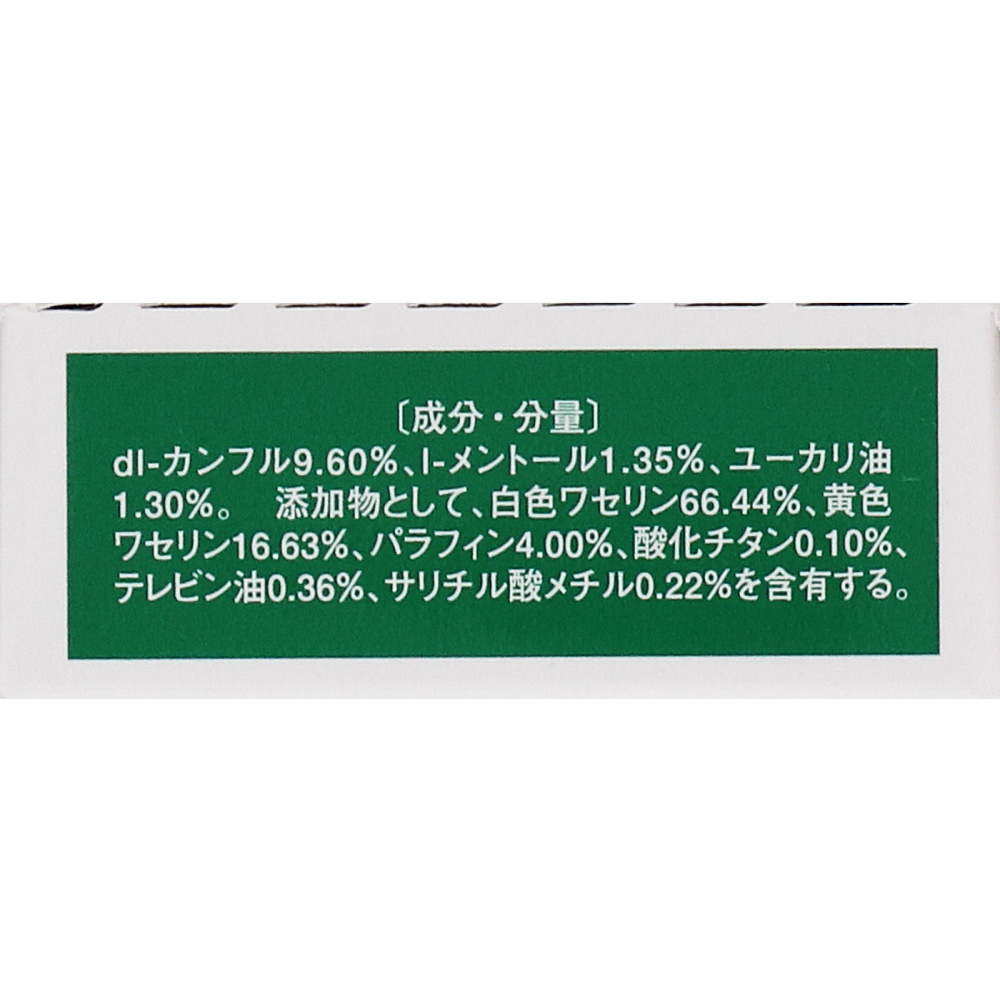 〔成分・分量〕
dl-カンフル9.60%、l-メントール1.35%、ユーカリ油
1.30%。　添加物として、白色ワセリン66.44%、黄色
ワセリン16.63%、パラフィン4.00%、酸化チタン0.10%、
テレビン油0.36%、サリチル酸メチル0.22%を含有する。